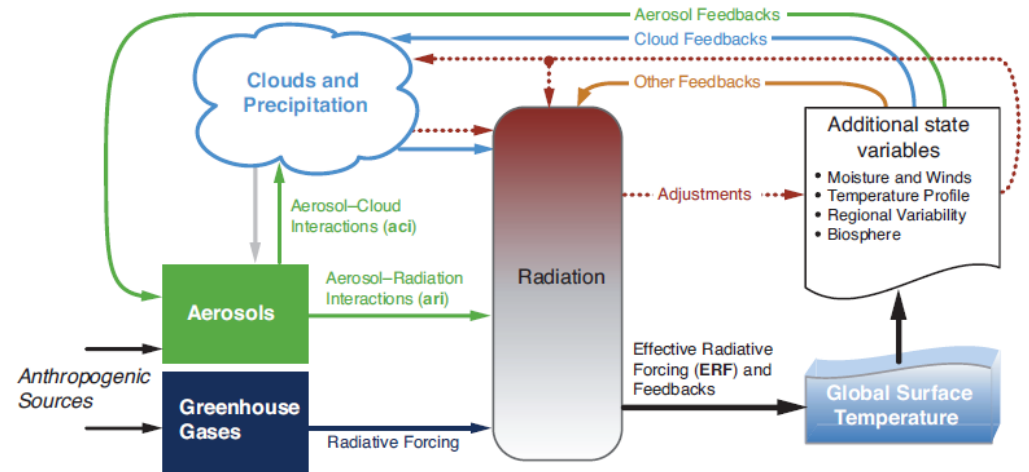 Aerosol Feedbacks
Cloud Feedbacks
Other Feedbacks
Clouds and
Precipitation
Additional state
variables
• Moisture and Winds
• Temperature Profile
• Regional Variability
• Biosphere
Adjustments
Aerosol–Cloud
Interactions (aci)
Aerosol–Radiation
Interactions (ari)
Radiation
Aerosols
Anthropogenic
Sources
Greenhouse
Gases
Radiative Forcing
Effective Radiative
Forcing (ERF) and
Feedbacks
Global Surface
Temperature